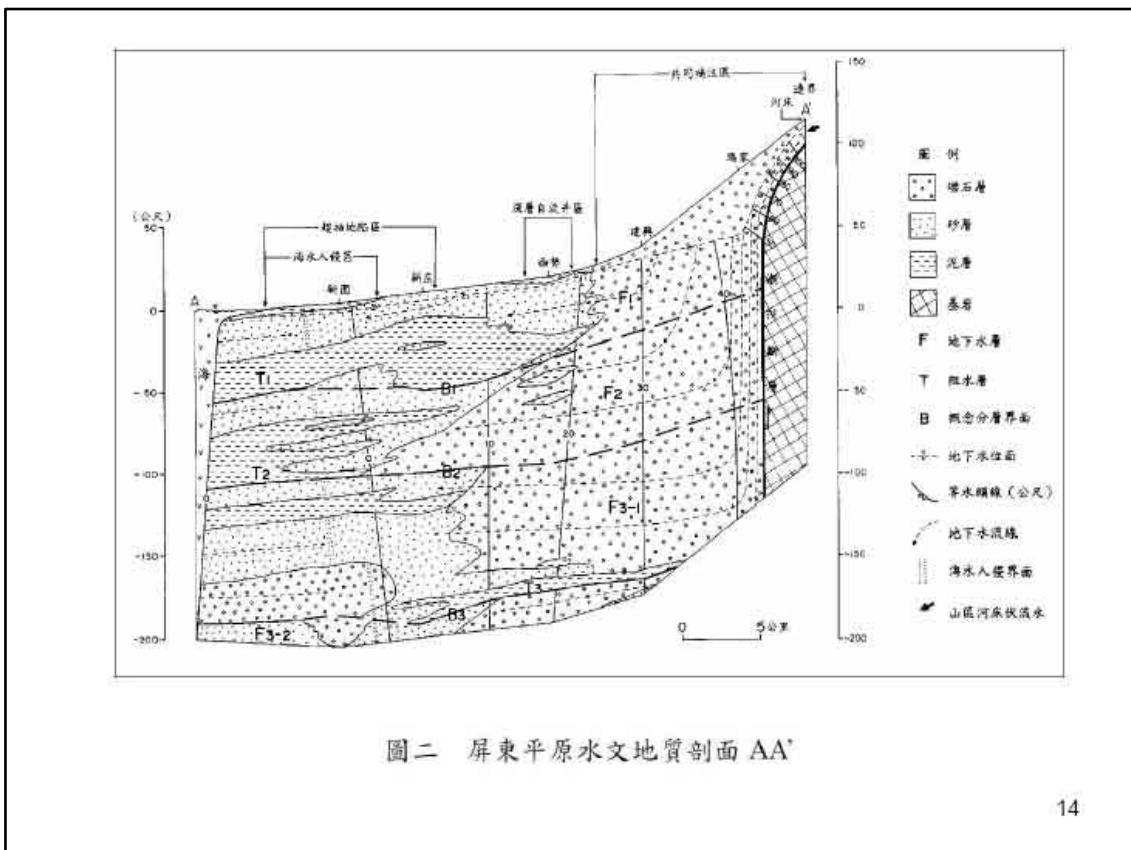 共同補注區
邊界
河床
A'
150
100
50
0
-50
-100
-150
-200
瑪家
深層自流井區
建興
西勢
(公尺)
50
超抽地陷區
海水入侵區
新庄
新園
A
0
-50
-100
-150
-200
海
F1
T1
B1
F2
40
30
20
10
0
0
T2
B2
F3-1
T3
B3
F3-2
0 5公里
圖 例
礫石層
砂層
泥層
基岩
F 地下水層
T 阻水層
B 概念分層界面
地下水位面
等水頭線(公尺)
地下水流線
海水入侵界面
山區河床伏流水
圖二 屏東平原水文地質剖面 AA'
14